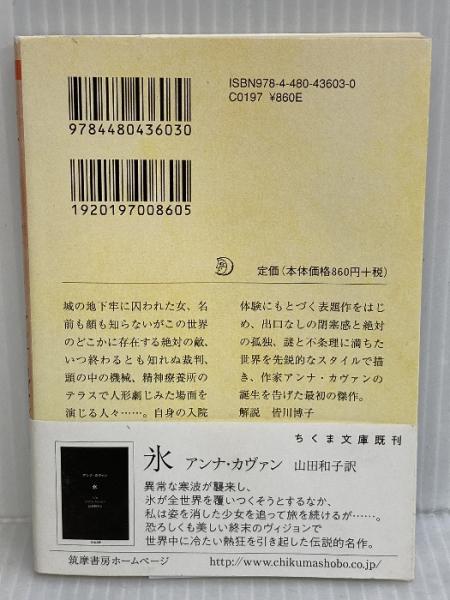 ISBN978-4-480-43603-0
C0197 ¥860E
9784480436030
1920197008605
定価(本体価格860円+税)
城の地下牢に囚われた女、名
前も顔も知らないがこの世界
のどこかに存在する絶対の敵、
いつ終わるとも知れぬ裁判、
頭の中の機械、精神療養所の
テラスで人形劇じみた場面を
演じる人々……。自身の入院
体験にもとづく表題作をはじ
め、出口なしの閉塞感と絶対
の孤独、謎と不条理に満ちた
世界を先鋭的なスタイルで描
き、作家アンナ・カヴァンの
誕生を告げた最初の傑作。
解説 皆川博子
ちくま文庫既刊
氷 アンナ・カヴァン 山田和子訳
異常な寒波が襲来し、
氷が全世界を覆いつくそうとするなか、
私は姿を消した少女を追って旅を続けるが……。
恐ろしくも美しい終末のヴィジョンで
世界中に冷たい熱狂を引き起した伝説的名作。
アンナ・カヴァン
氷
筑摩書房ホームページ http://www.chikumashobo.co.jp/